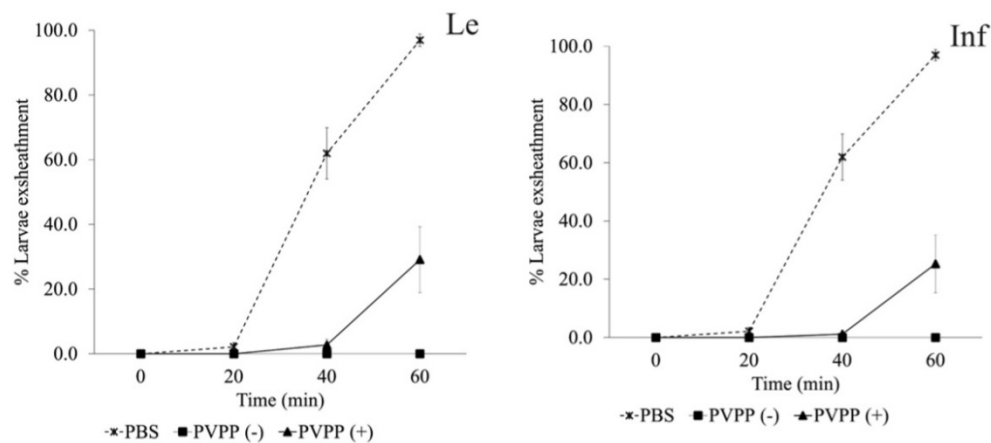 Le
100.0
80.0
60.0
40.0
20.0
0.0
% Larvae exsheathment
0 20 40 60
Time (min)
PBS PVPP (-) PVPP (+)
Inf
100.0
80.0
60.0
40.0
20.0
0.0
% Larvae exsheathment
0 20 40 60
Time (min)
PBS PVPP (-) PVPP (+)